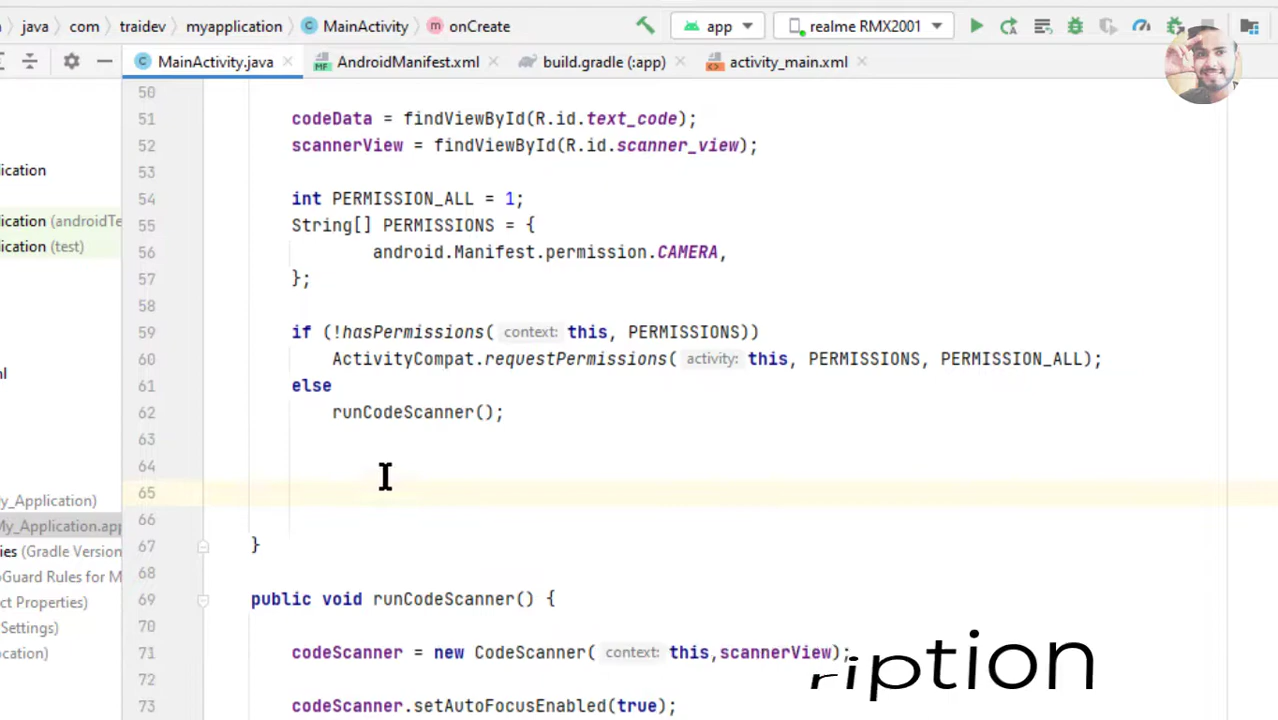 java com traidev myapplication MainActivity onCreate app realme RMX2001
MainActivity.java AndroidManifest.xml build.gradle (:app) activity_main.xml
50
51 codeData = findViewById(R.id.text_code);
52 scannerView = findViewById(R.id.scanner_view);
53
54 int PERMISSION_ALL = 1;
lication 55 String[] PERMISSIONS = {
lication (androidTe 56 android.Manifest.permission.CAMERA,
lication (test) 57 };
58
59 if (!hasPermissions( context: this, PERMISSIONS))
60 ActivityCompat.requestPermissions( activity: this, PERMISSIONS, PERMISSION_ALL);
ml 61 else
62 runCodeScanner();
63
64
65
y_Application) 66
My_Application.app 67 }
ies (Gradle Version 68
oGuard Rules for M 69 public void runCodeScanner() {
ct Properties) 70
Settings) 71 codeScanner = new CodeScanner( context: this,scannerView);
ocation) 72
73 codeScanner.setAutoFocusEnabled(true);
ription